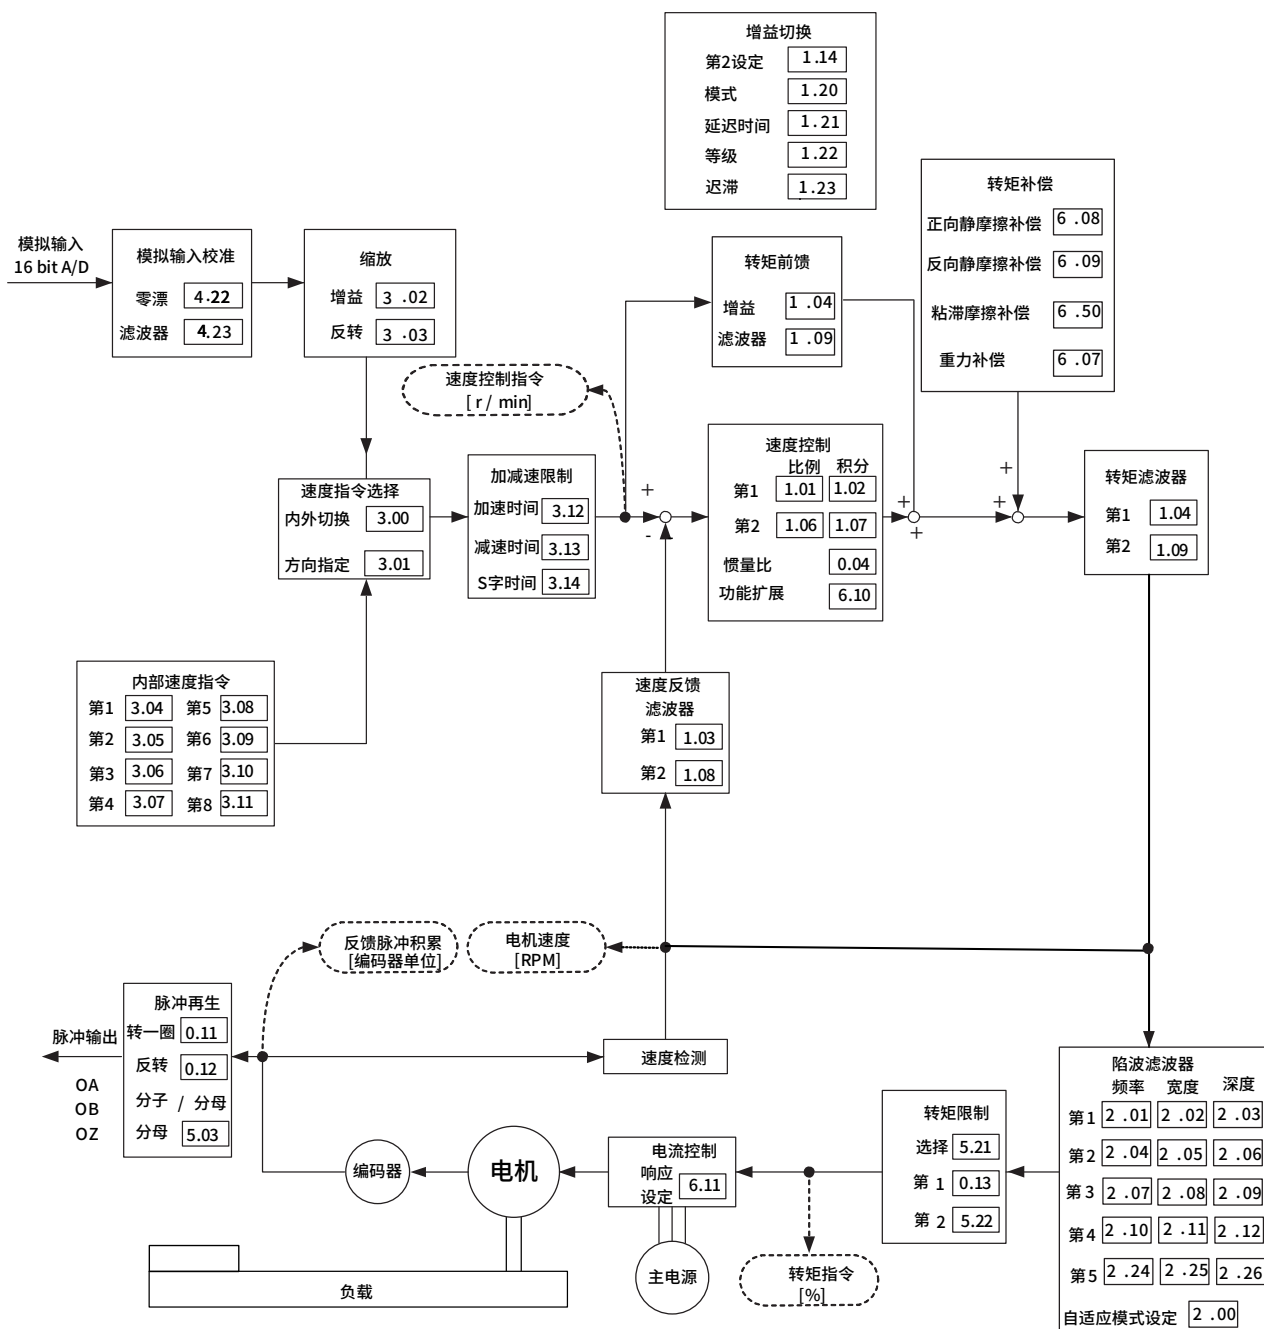 增益切换
第2设定 1.14
模式 1.20
延迟时间 1.21
等级 1.22
迟滞 1.23
转矩补偿
正向静摩擦补偿 6.08
反向静摩擦补偿 6.09
粘滞摩擦补偿 6.50
重力补偿 6.07
模拟输入
16 bit A/D
模拟输入校准
零漂 4.22
滤波器 4.23
缩放
增益 3.02
反转 3.03
转矩前馈
增益 1.04
滤波器 1.09
速度控制指令
[ r / min]
速度指令选择
内外切换 3.00
方向指定 3.01
加减速限制
加速时间 3.12
减速时间 3.13
S字时间 3.14
+
-
速度控制
比例 积分
第1 1.01 1.02
第2 1.06 1.07
惯量比 0.04
功能扩展 6.10
+
+
+
+
转矩滤波器
第1 1.04
第2 1.09
内部速度指令
第1 3.04 第5 3.08
第2 3.05 第6 3.09
第3 3.06 第7 3.10
第4 3.07 第8 3.11
速度反馈
滤波器
第1 1.03
第2 1.08
反馈脉冲积累
[编码器单位]
电机速度
[RPM]
脉冲输出
OA
OB
OZ
脉冲再生
转一圈 0.11
反转 0.12
分子 / 分母
分母 5.03
速度检测
编码器
电机
电流控制
响应
设定 6.11
主电源
负载
转矩指令
[%]
转矩限制
选择 5.21
第 1 0.13
第 2 5.22
陷波滤波器
频率 宽度 深度
第1 2.01 2.02 2.03
第2 2.04 2.05 2.06
第3 2.07 2.08 2.09
第4 2.10 2.11 2.12
第5 2.24 2.25 2.26
自适应模式设定 2.00